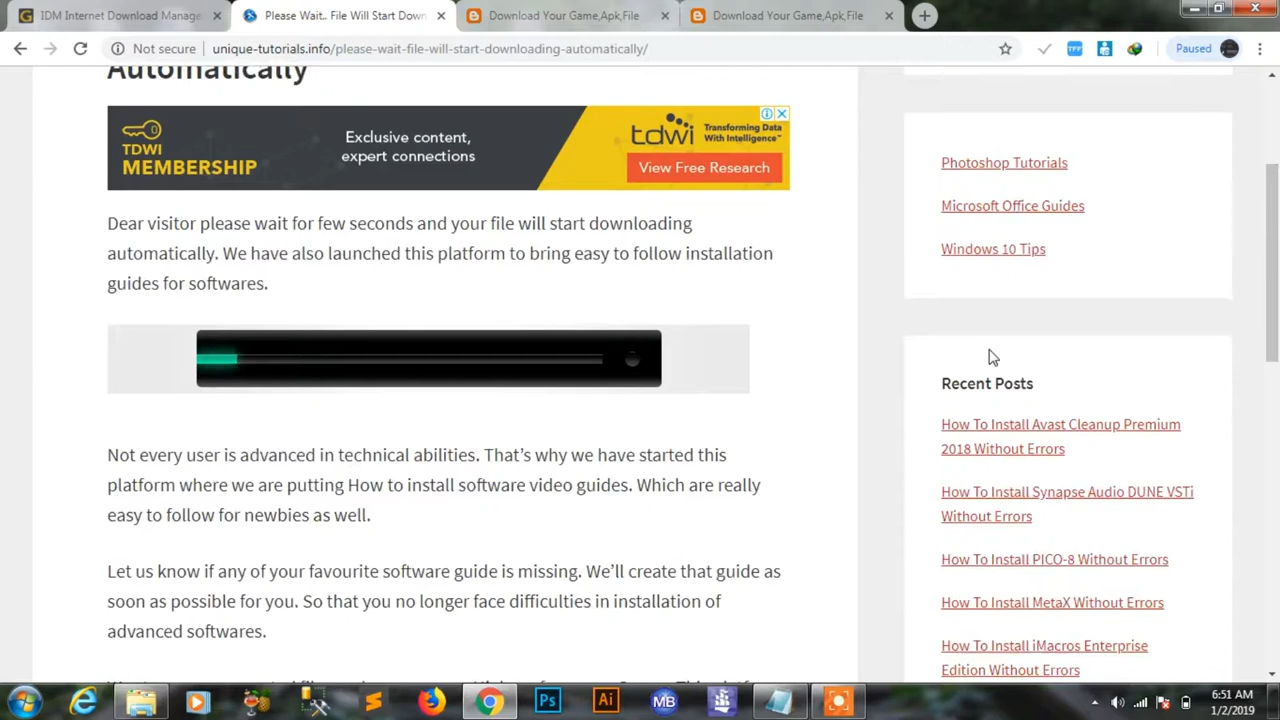 IDM Internet Download Manage
Please Wait.. File Will Start Down
Download Your Game,Apk,File
Download Your Game,Apk,File
Not secure
unique-tutorials.info/please-wait-file-will-start-downloading-automatically/
Paused
Automatically
TDWI
MEMBERSHIP
Exclusive content,
expert connections
tdwi
Transforming Data
With Intelligence™
View Free Research
Dear visitor please wait for few seconds and your file will start downloading
automatically. We have also launched this platform to bring easy to follow installation
guides for softwares.
Not every user is advanced in technical abilities. That’s why we have started this
platform where we are putting How to install software video guides. Which are really
easy to follow for newbies as well.
Let us know if any of your favourite software guide is missing. We’ll create that guide as
soon as possible for you. So that you no longer face difficulties in installation of
advanced softwares.
Photoshop Tutorials
Microsoft Office Guides
Windows 10 Tips
Recent Posts
How To Install Avast Cleanup Premium
2018 Without Errors
How To Install Synapse Audio DUNE VSTi
Without Errors
How To Install PICO-8 Without Errors
How To Install MetaX Without Errors
How To Install iMacros Enterprise
Edition Without Errors
Ps
Ai
MB
6:51 AM
1/2/2019